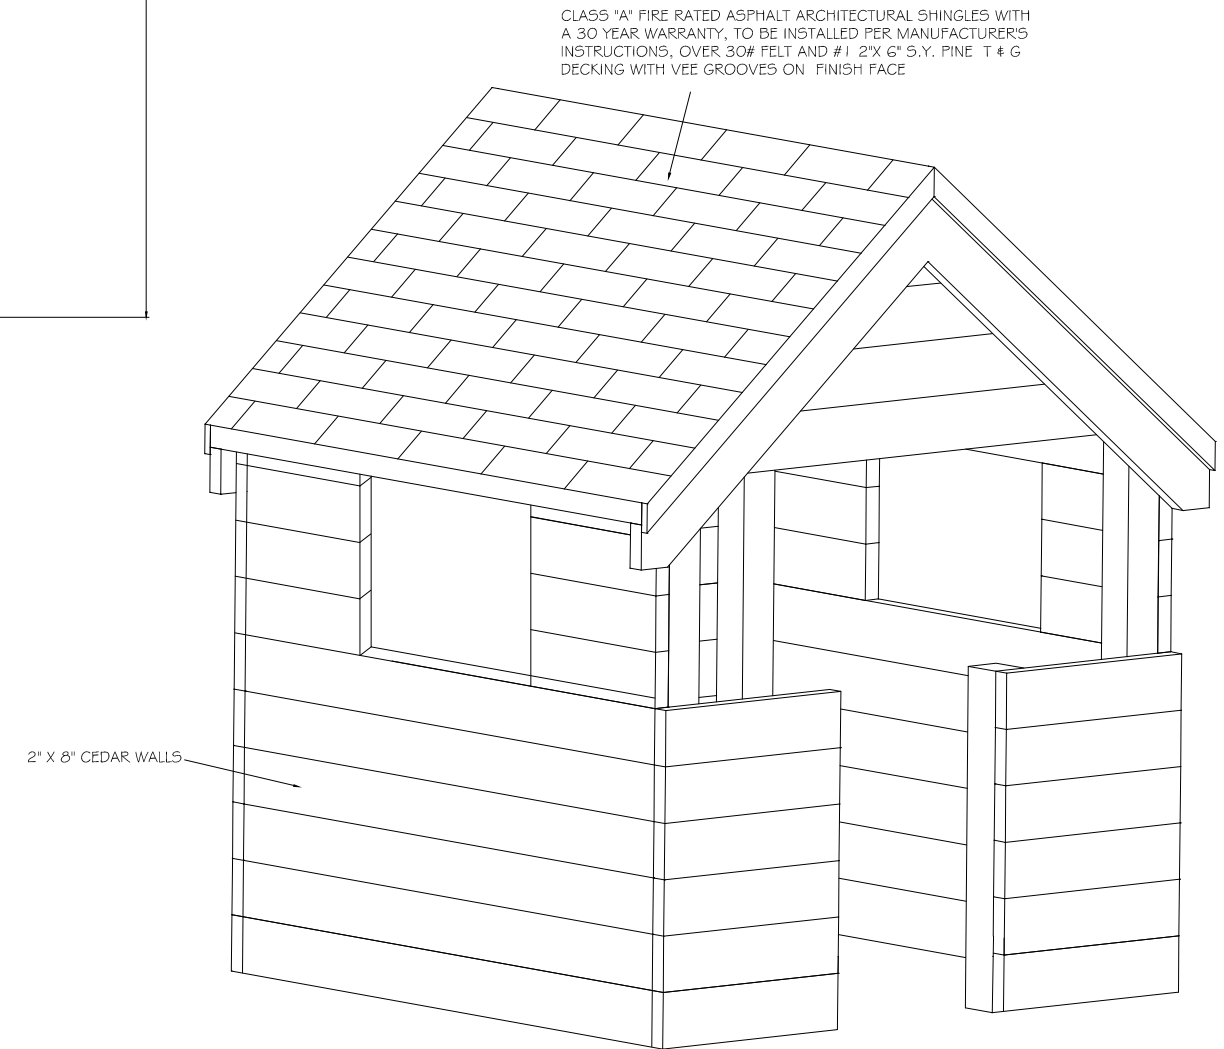 CLASS "A" FIRE RATED ASPHALT ARCHITECTURAL SHINGLES WITH
A 30 YEAR WARRANTY, TO BE INSTALLED PER MANUFACTURER'S
INSTRUCTIONS, OVER 30# FELT AND #1 2"X 6" S.Y. PINE T & G
DECKING WITH VEE GROOVES ON FINISH FACE
2" X 8" CEDAR WALLS